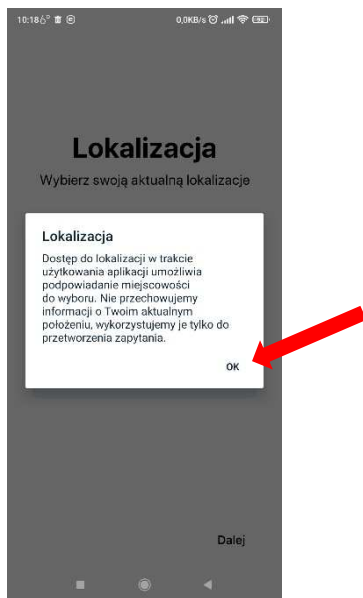 10:18
0,0KB/s
Lokalizacja
Wybierz swoją aktualną lokalizacje
Lokalizacja
Dostęp do lokalizacji w trakcie
użytkowania aplikacji umożliwia
podpowiadanie miejscowości
do wyboru. Nie przechowujemy
informacji o Twoim aktualnym
położeniu, wykorzystujemy je tylko do
przetworzenia zapytania.
OK
Dalej